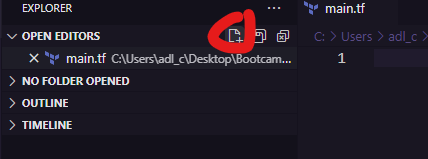 EXPLORER
main.tf
OPEN EDITORS
C: > Users > adl_c
main.tf C:\Users\adl_c\Desktop\Bootcam...
1
NO FOLDER OPENED
OUTLINE
TIMELINE